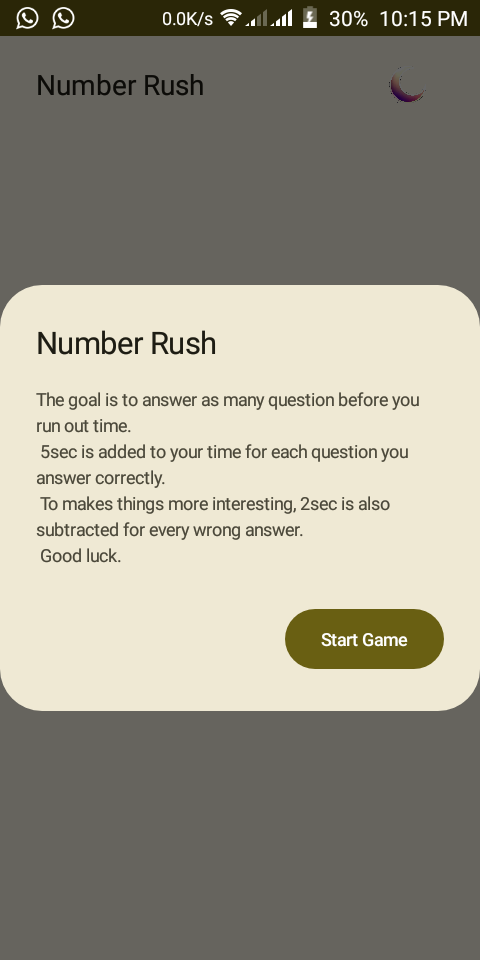 0.0K/s 30% 10:15 PM
Number Rush
Number Rush
The goal is to answer as many question before you
run out time.
5sec is added to your time for each question you
answer correctly.
To makes things more interesting, 2sec is also
subtracted for every wrong answer.
Good luck.
Start Game